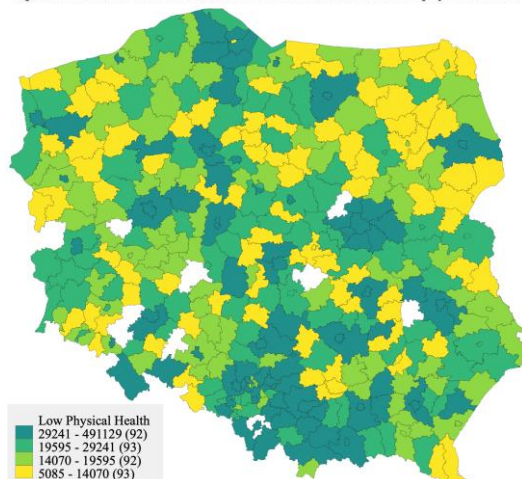 Low Physical Health
29241 - 491129 (92)
19595 - 29241 (93)
14070 - 19595 (92)
5085 - 14070 (93)